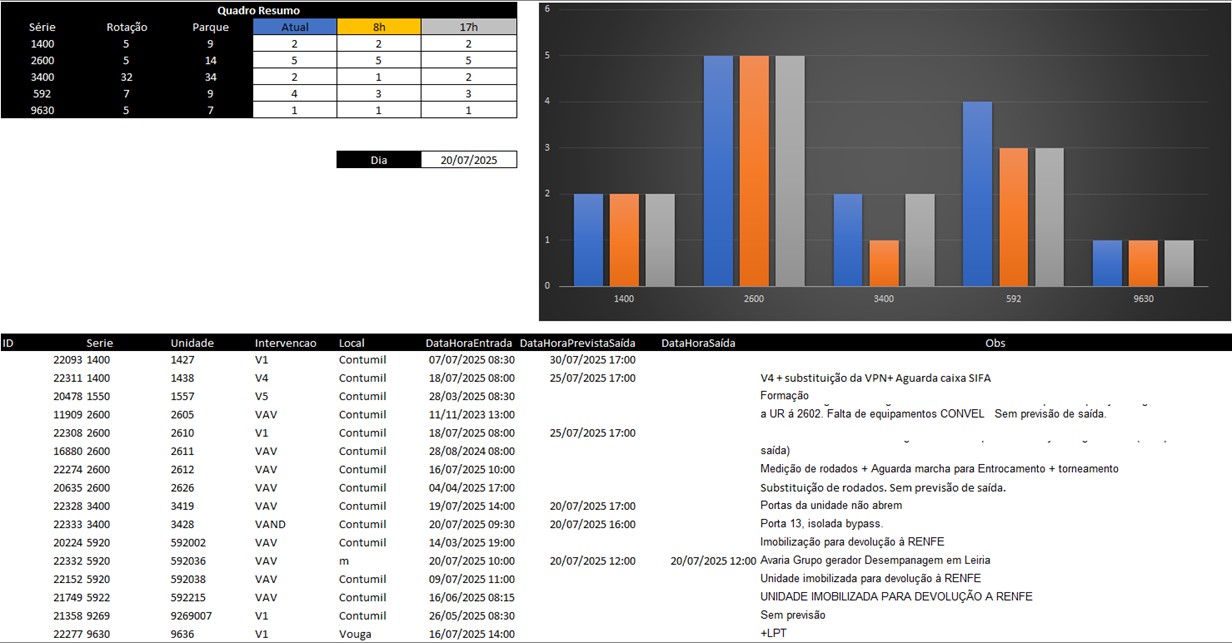 Quadro Resumo
Série Rotação Parque Atual 8h 17h
1400 5 9 2 2 2
2600 5 14 5 5 5
3400 32 34 2 1 2
592 7 9 4 3 3
9630 5 7 1 1 1
Dia 20/07/2025
6
5
4
3
2
1
0
1400 2600 3400 592 9630
ID Serie Unidade Intervencao Local DataHoraEntrada DataHoraPrevistaSaída DataHoraSaída Obs
22093 1400 1427 V1 Contumil 07/07/2025 08:30 30/07/2025 17:00
22311 1400 1438 V4 Contumil 18/07/2025 08:00 25/07/2025 17:00 V4 + substituição da VPN+ Aguarda caixa SIFA
20478 1550 1557 V5 Contumil 28/03/2025 08:30 Formação
11909 2600 2605 VAV Contumil 11/11/2023 13:00 a UR á 2602. Falta de equipamentos CONVEL Sem previsão de saída.
22308 2600 2610 V1 Contumil 18/07/2025 08:00 25/07/2025 17:00
16880 2600 2611 VAV Contumil 28/08/2024 08:00 saída)
22274 2600 2612 VAV Contumil 16/07/2025 10:00 Medição de rodados + Aguarda marcha para Entrocamento + torneamento
20635 2600 2626 VAV Contumil 04/04/2025 17:00 Substituição de rodados. Sem previsão de saída.
22328 3400 3419 VAV Contumil 19/07/2025 14:00 20/07/2025 17:00 Portas da unidade não abrem
22333 3400 3428 VAND Contumil 20/07/2025 09:30 20/07/2025 16:00 Porta 13, isolada bypass.
20224 5920 592002 VAV Contumil 14/03/2025 19:00 Imobilização para devolução à RENFE
22332 5920 592036 VAV m 20/07/2025 10:00 20/07/2025 12:00 20/07/2025 12:00 Avaria Grupo gerador Desempanagem em Leiria
22152 5920 592038 VAV Contumil 09/07/2025 11:00 Unidade imobilizada para devolução à RENFE
21749 5922 592215 VAV Contumil 16/06/2025 08:15 UNIDADE IMOBILIZADA PARA DEVOLUÇÃO A RENFE
21358 9269 9269007 V1 Contumil 26/05/2025 08:30 Sem previsão
22277 9630 9636 V1 Vouga 16/07/2025 14:00 +LPT